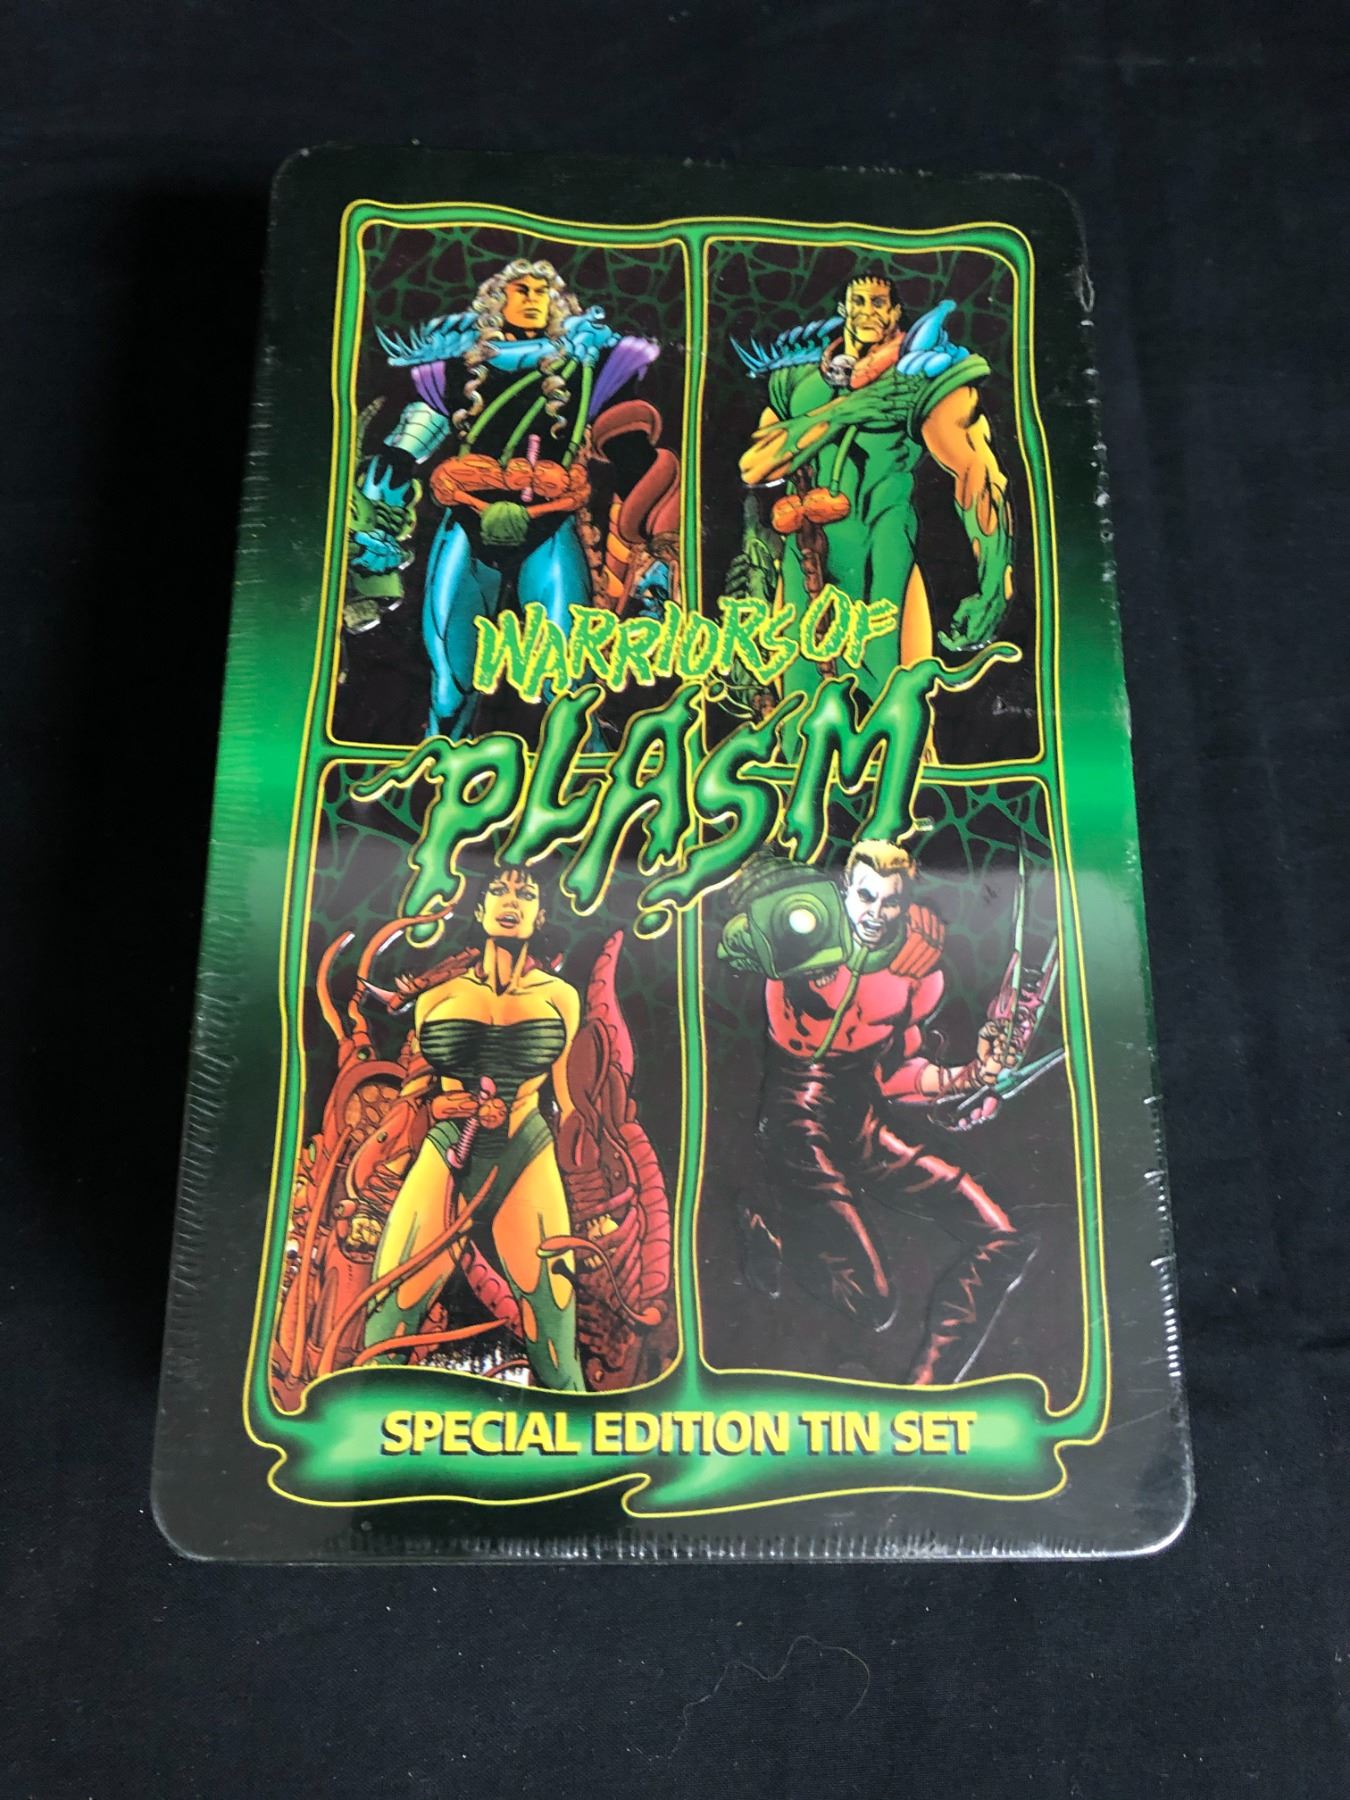 WARRIORS OF
PLASM
SPECIAL EDITION TIN SET